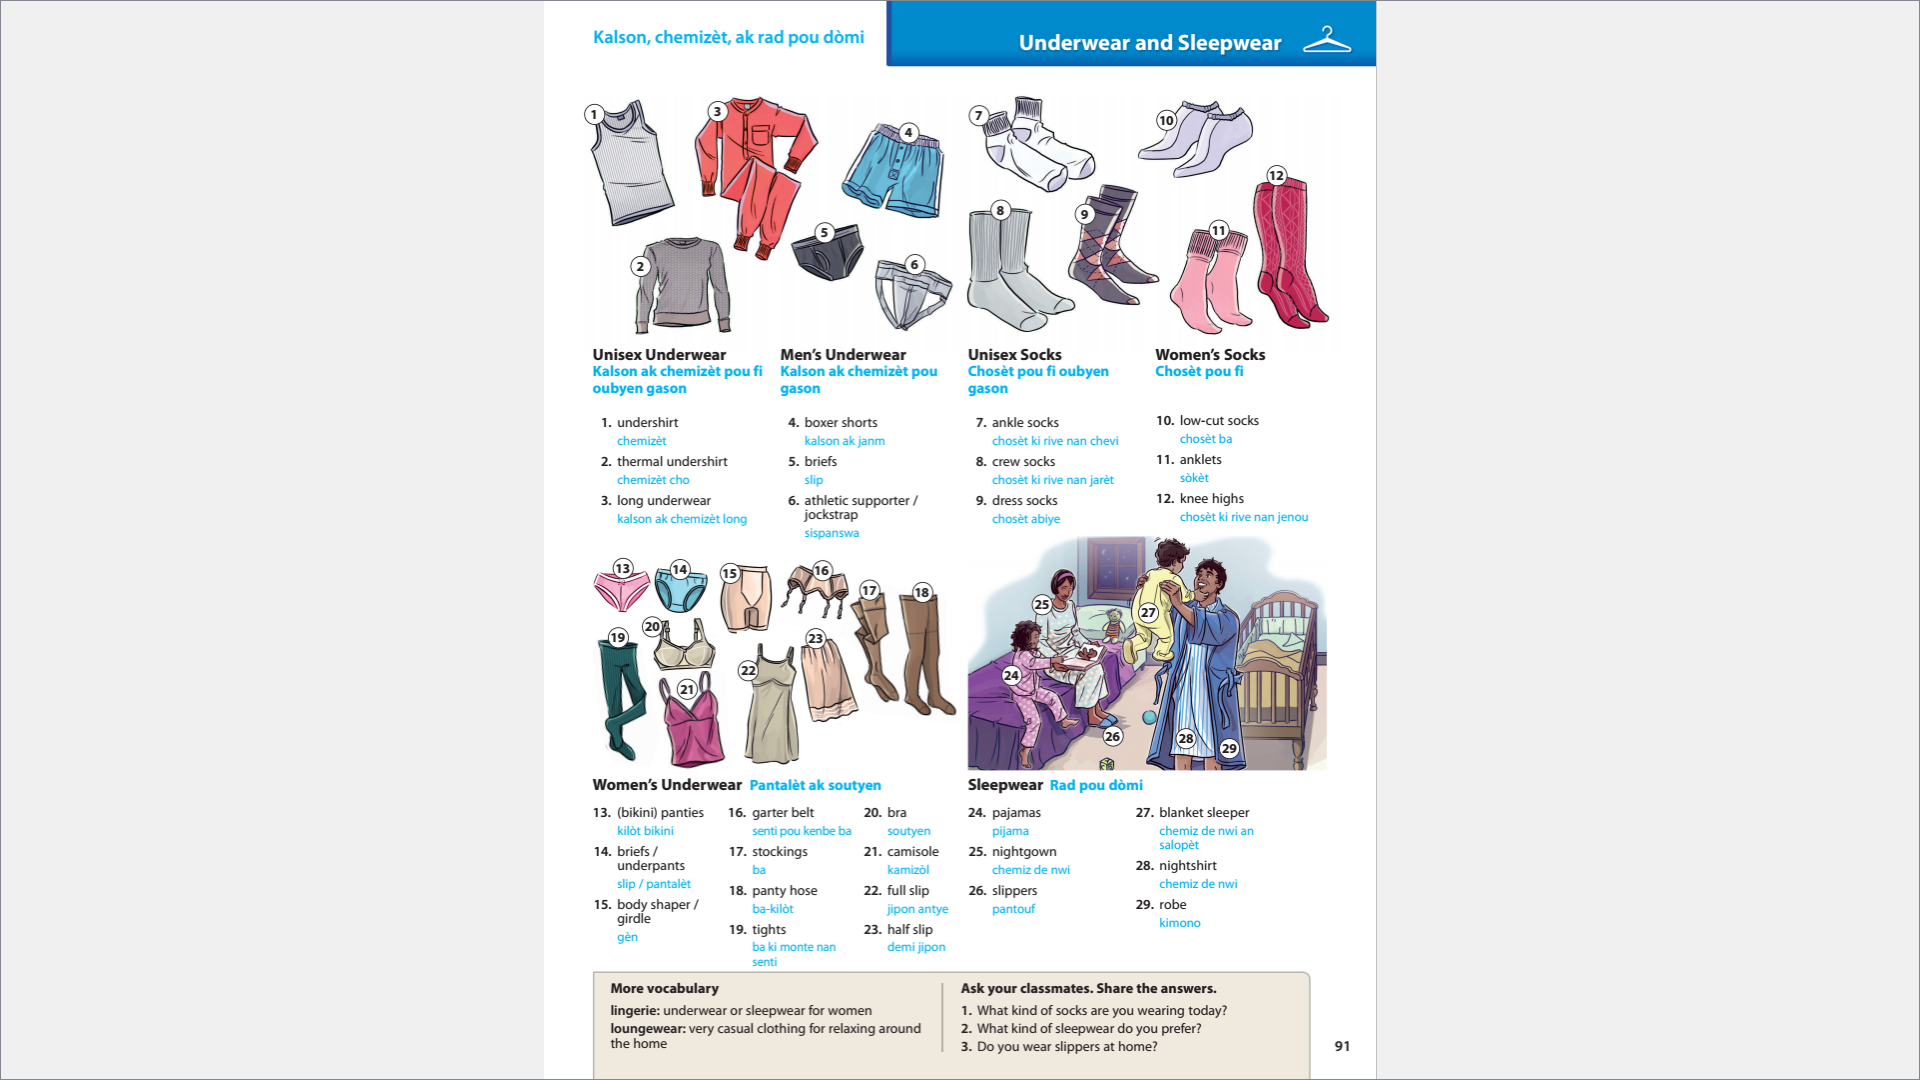 Kalson, chemizèt, ak rad pou dòmi
Underwear and Sleepwear
1
3
4
7
10
12
2
5
6
8
9
11
Unisex Underwear
Kalson ak chemizèt pou fi
oubyen gason
1. undershirt
chemizèt
2. thermal undershirt
chemizèt cho
3. long underwear
kalson ak chemizèt long
Men's Underwear
Kalson ak chemizèt pou
gason
4. boxer shorts
kalson ak janm
5. briefs
slip
6. athletic supporter /
jockstrap
sispanswa
Unisex Socks
Chosèt pou fi oubyen
gason
7. ankle socks
chosèt ki rive nan chevi
8. crew socks
chosèt ki rive nan jarèt
9. dress socks
chosèt abiye
Women's Socks
Chosèt pou fi
10. low-cut socks
chosèt ba
11. anklets
sòkèt
12. knee highs
chosèt ki rive nan jenou
13
14
15
16
17
18
19
20
21
22
23
24
25
26
27
28
29
Women's Underwear Pantalèt ak soutyen
13. (bikini) panties
kilòt bikini
14. briefs /
underpants
slip / pantalèt
15. body shaper /
girdle
gèn
16. garter belt
senti pou kenbe ba
17. stockings
ba
18. panty hose
ba-kilòt
19. tights
ba ki monte nan
senti
20. bra
soutyen
21. camisole
kamizòl
22. full slip
jipon antye
23. half slip
demi jipon
Sleepwear Rad pou dòmi
24. pajamas
pijama
25. nightgown
chemiz de nwi
26. slippers
pantouf
27. blanket sleeper
chemiz de nwi an
salopèt
28. nightshirt
chemiz de nwi
29. robe
kimono
More vocabulary
lingerie: underwear or sleepwear for women
loungewear: very casual clothing for relaxing around
the home
Ask your classmates. Share the answers.
1. What kind of socks are you wearing today?
2. What kind of sleepwear do you prefer?
3. Do you wear slippers at home?
91